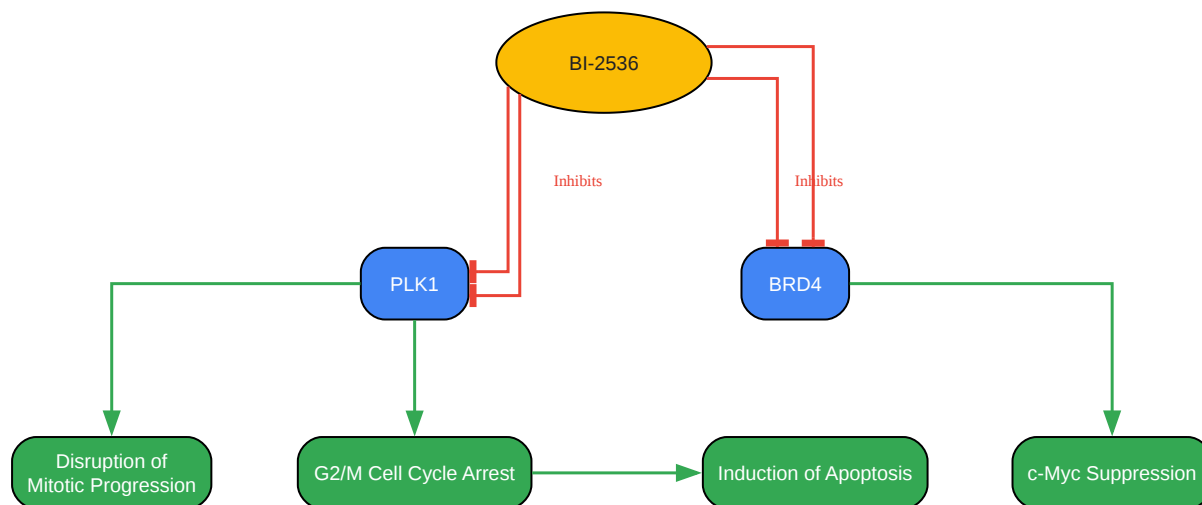 BI-2536
Inhibits
Inhibits
PLK1
BRD4
Disruption of
Mitotic Progression
G2/M Cell Cycle Arrest
Induction of Apoptosis
c-Myc Suppression